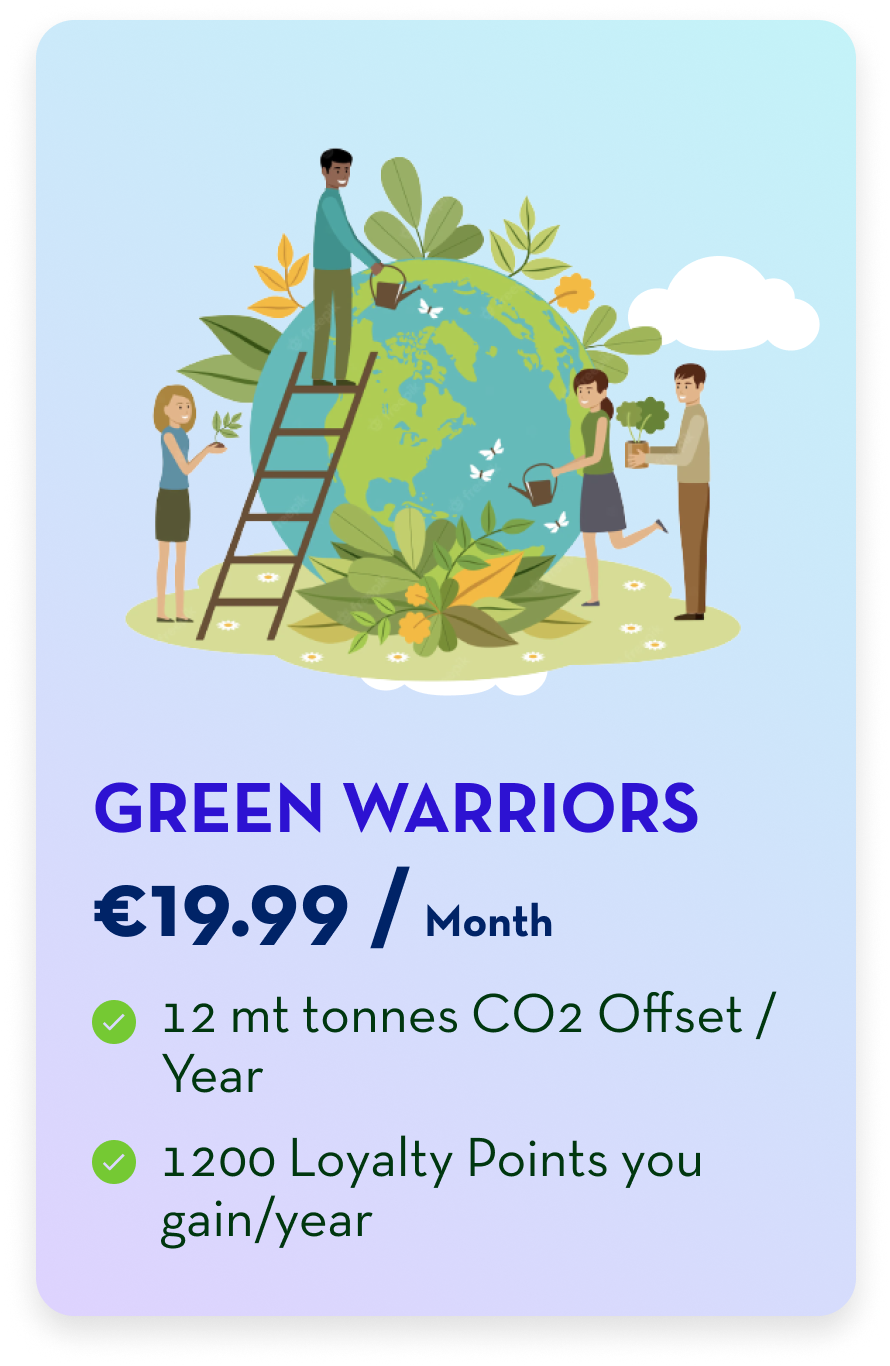 GREEN WARRIORS
€19.99 / Month
12 mt tonnes CO2 Offset /
Year
1200 Loyalty Points you
gain/year